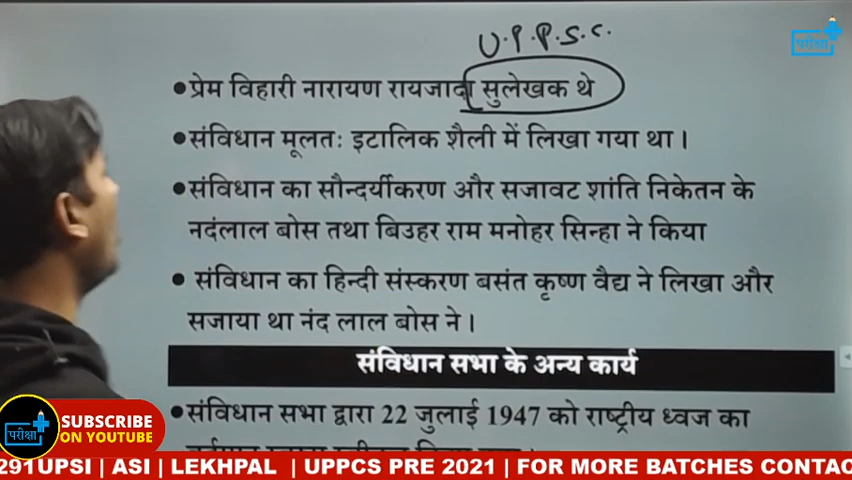 U.P.P.S.C.
परीक्षा
•प्रेम विहारी नारायण रायजादा सुलेखक थे
•संविधान मूलतः इटालिक शैली में लिखा गया था।
•संविधान का सौन्दर्यीकरण और सजावट शांति निकेतन के
नदंलाल बोस तथा बिउहर राम मनोहर सिन्हा ने किया
• संविधान का हिन्दी संस्करण बसंत कृष्ण वैद्य ने लिखा और
सजाया था नंद लाल बोस ने।
संविधान सभा के अन्य कार्य
•संविधान सभा द्वारा 22 जुलाई 1947 को राष्ट्रीय ध्वज का
परीक्षा
SUBSCRIBE
ON YOUTUBE
291UPSI | ASI | LEKHPAL | UPPCS PRE 2021 | FOR MORE BATCHES CONTAC